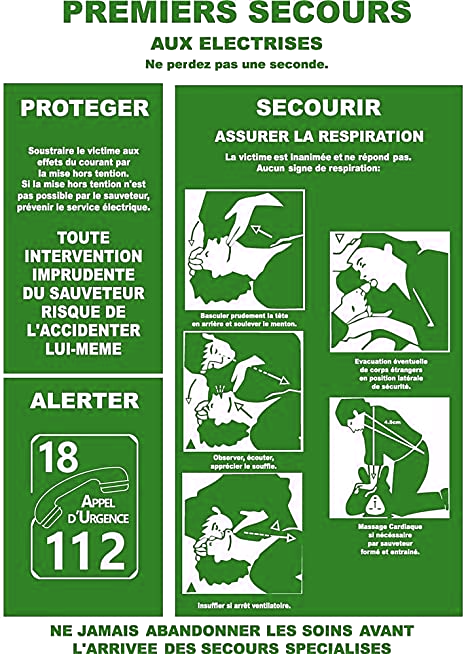 PREMIERS SECOURS
AUX ELECTRISES
Ne perdez pas une seconde.
PROTEGER
Soustraire le victime aux
effets du courant par
la mise hors tention.
Si la mise hors tention n'est
pas possible par le sauveteur,
prévenir le service électrique.
TOUTE
INTERVENTION
IMPRUDENTE
DU SAUVETEUR
RISQUE DE
L'ACCIDENTER
LUI-MEME
ALERTER
18
APPEL
D'URGENCE
112
SECOURIR
ASSURER LA RESPIRATION
La victime est inanimée et ne répond pas.
Aucun signe de respiration:
Basculer prudement la tête
en arrière et soulever le menton.
Evacuation éventuelle
de corps étrangers
en position latérale
de sécurité.
Observer, écouter,
apprécier le souffle.
4,5cm
Massage Cardiaque
si nécessaire
par sauveteur
formé et entrainé.
Insuffler si arrêt ventilatoire.
NE JAMAIS ABANDONNER LES SOINS AVANT
L'ARRIVEE DES SECOURS SPECIALISES